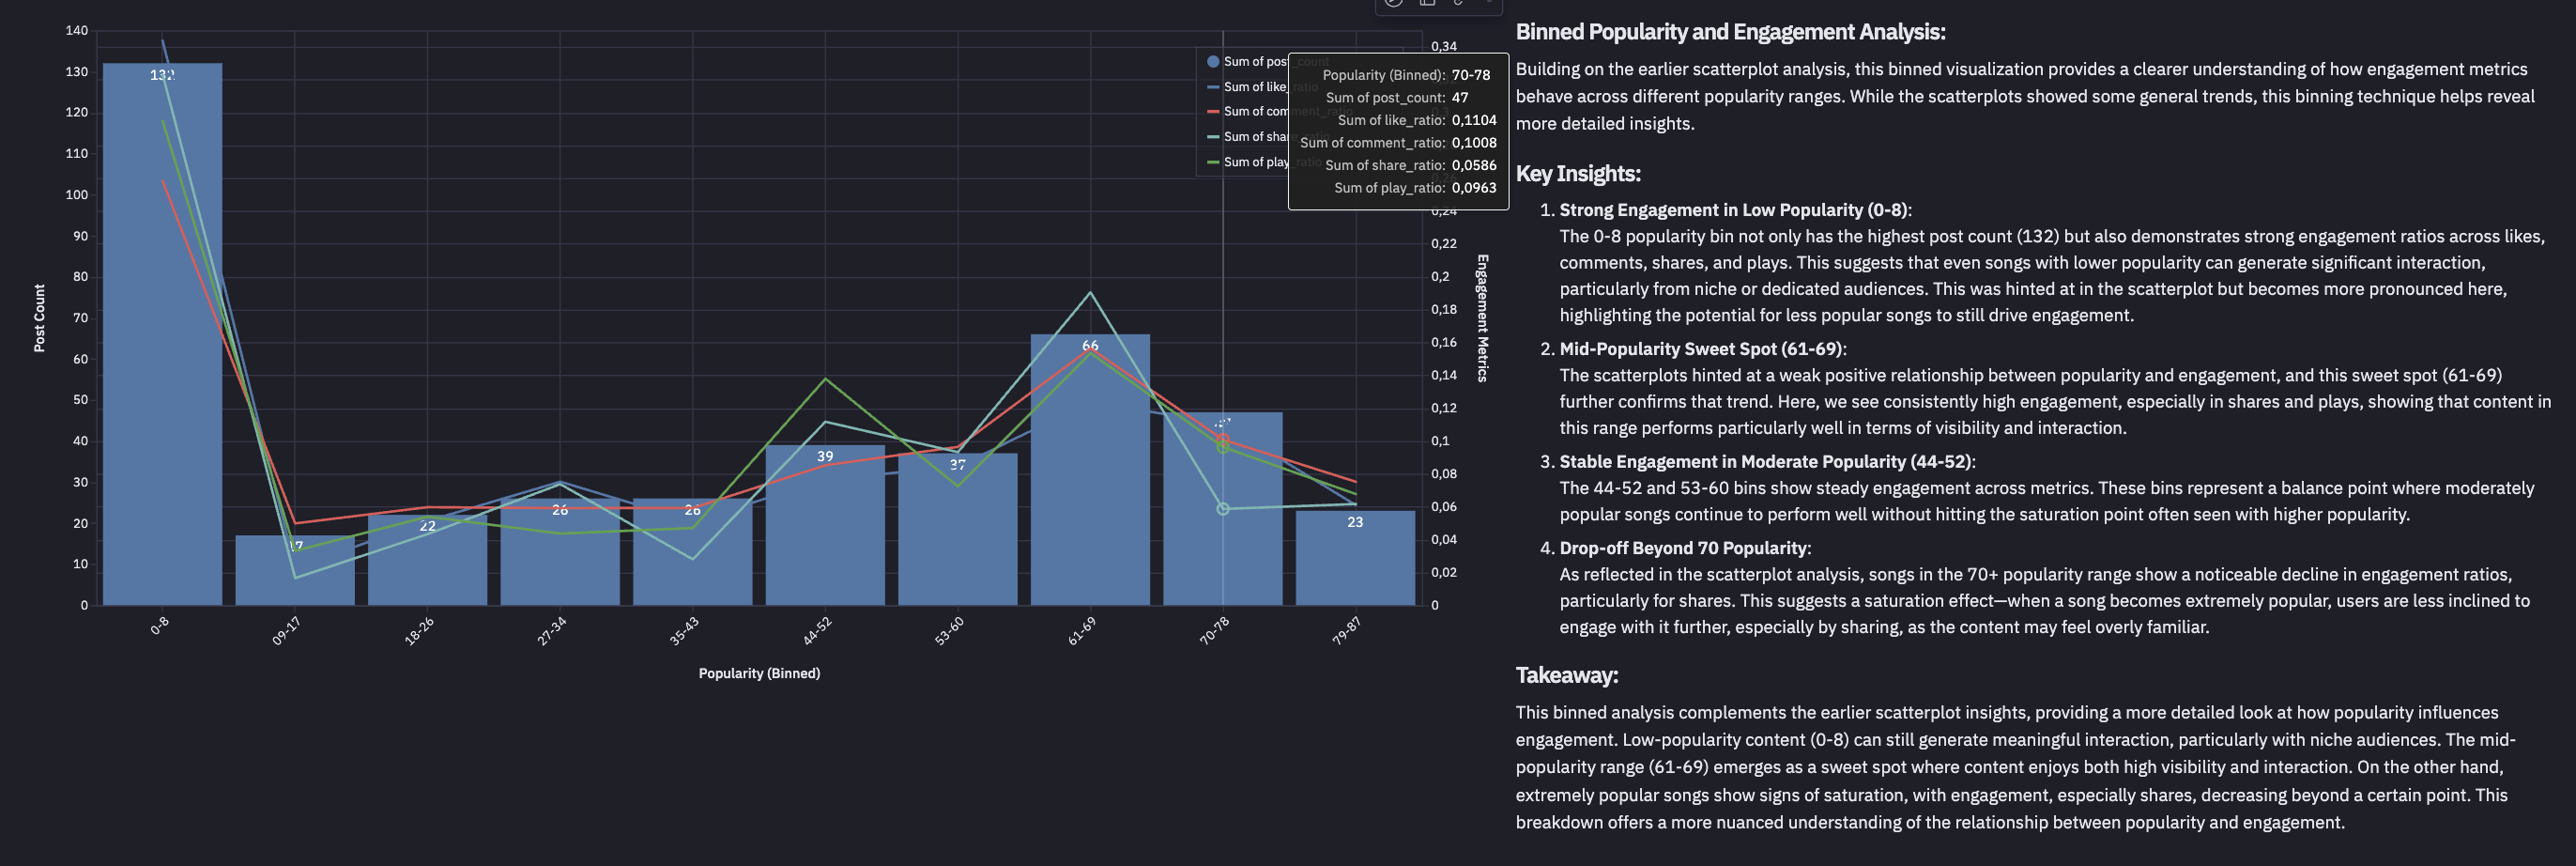 140
130
120
110
100
90
80
70
60
50
40
30
20
10
0
Post Count
132
17
22
26
26
39
37
66
47
23
0-8
09-17
18-26
27-34
35-43
44-52
53-60
61-69
70-78
79-87
Popularity (Binned)
0,34
0,24
0,22
0,2
0,18
0,16
0,14
0,12
0,1
0,08
0,06
0,04
0,02
0
Engagement Metrics
Sum of post_count
Sum of like_ratio
Sum of comment_ratio
Sum of share_ratio
Sum of play_ratio
Popularity (Binned): 70-78
Sum of post_count: 47
Sum of like_ratio: 0,1104
Sum of comment_ratio: 0,1008
Sum of share_ratio: 0,0586
Sum of play_ratio: 0,0963
Binned Popularity and Engagement Analysis:
Building on the earlier scatterplot analysis, this binned visualization provides a clearer understanding of how engagement metrics
behave across different popularity ranges. While the scatterplots showed some general trends, this binning technique helps reveal
more detailed insights.
Key Insights:
1. Strong Engagement in Low Popularity (0-8):
The 0-8 popularity bin not only has the highest post count (132) but also demonstrates strong engagement ratios across likes,
comments, shares, and plays. This suggests that even songs with lower popularity can generate significant interaction,
particularly from niche or dedicated audiences. This was hinted at in the scatterplot but becomes more pronounced here,
highlighting the potential for less popular songs to still drive engagement.
2. Mid-Popularity Sweet Spot (61-69):
The scatterplots hinted at a weak positive relationship between popularity and engagement, and this sweet spot (61-69)
further confirms that trend. Here, we see consistently high engagement, especially in shares and plays, showing that content in
this range performs particularly well in terms of visibility and interaction.
3. Stable Engagement in Moderate Popularity (44-52):
The 44-52 and 53-60 bins show steady engagement across metrics. These bins represent a balance point where moderately
popular songs continue to perform well without hitting the saturation point often seen with higher popularity.
4. Drop-off Beyond 70 Popularity:
As reflected in the scatterplot analysis, songs in the 70+ popularity range show a noticeable decline in engagement ratios,
particularly for shares. This suggests a saturation effect—when a song becomes extremely popular, users are less inclined to
engage with it further, especially by sharing, as the content may feel overly familiar.
Takeaway:
This binned analysis complements the earlier scatterplot insights, providing a more detailed look at how popularity influences
engagement. Low-popularity content (0-8) can still generate meaningful interaction, particularly with niche audiences. The mid-
popularity range (61-69) emerges as a sweet spot where content enjoys both high visibility and interaction. On the other hand,
extremely popular songs show signs of saturation, with engagement, especially shares, decreasing beyond a certain point. This
breakdown offers a more nuanced understanding of the relationship between popularity and engagement.